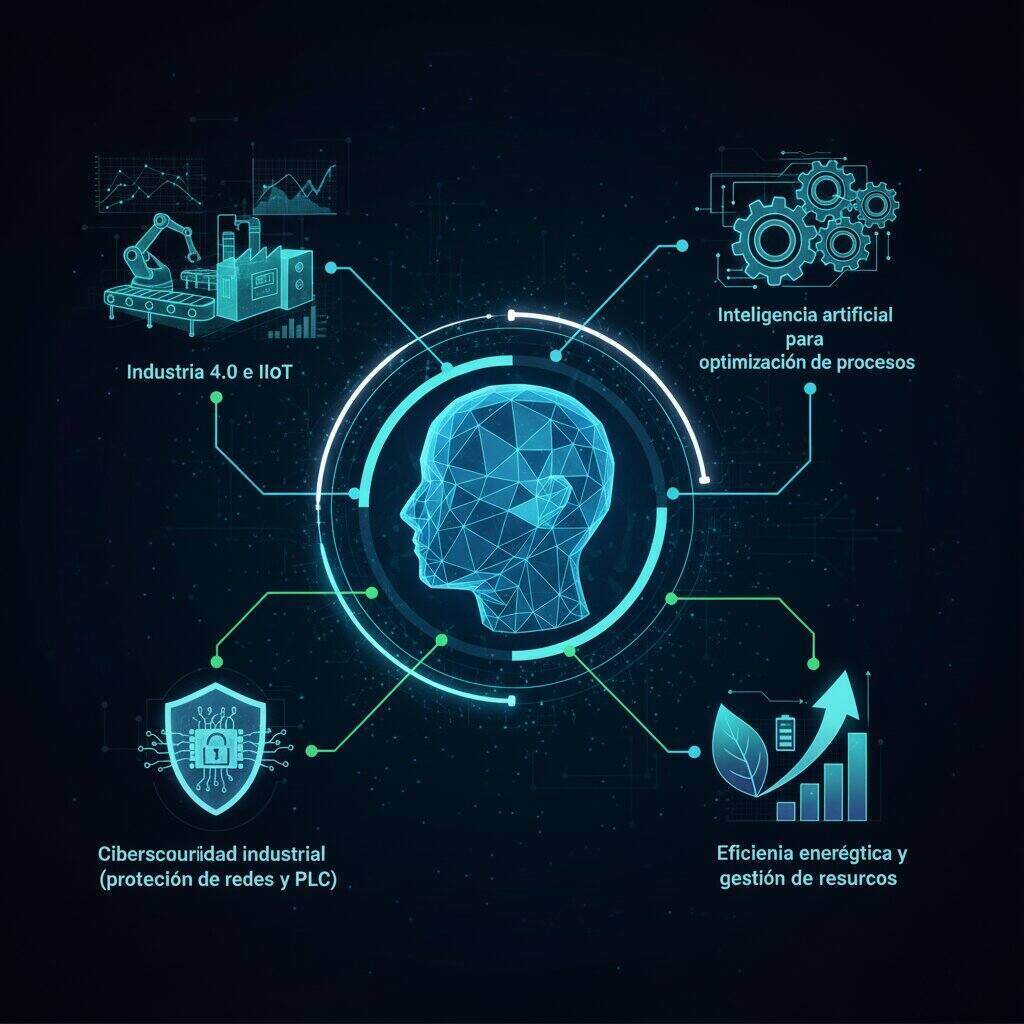 Industria 4.0 e IIoT
Inteligencia artificial
para
optimización de procesos
Ciberscouriidad industrial
(proteción de redes y PLC)
Eficienia enerégtica y
gestión de resurcos